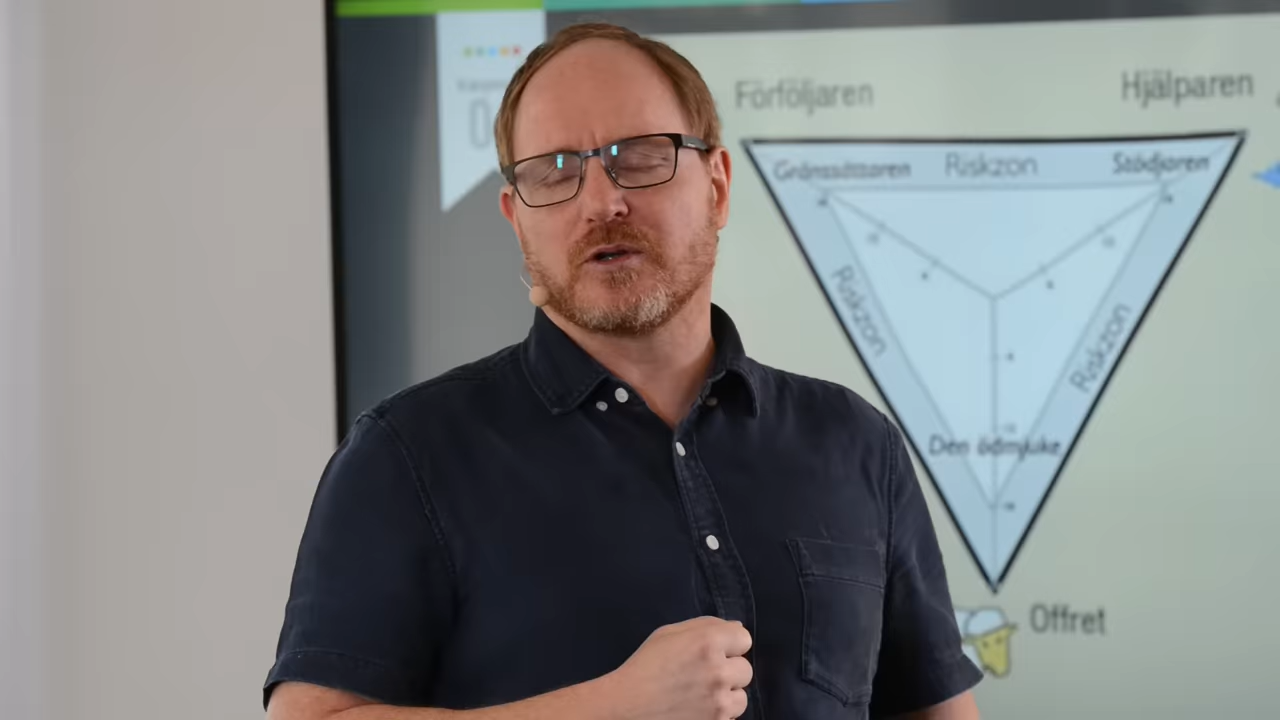 Förföljaren
Hjälparen
Gränssättaren
Riskzon
Stödjaren
Riskzon
Riskzon
Den ödmjuke
Offret